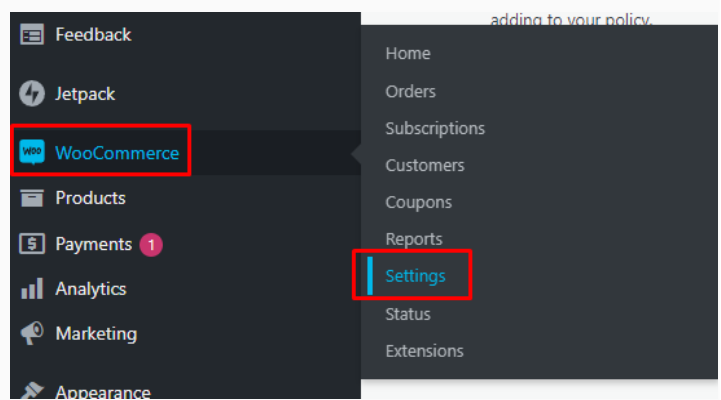 adding to your policy.
Feedback
Jetpack
WOO WooCommerce
Products
Payments 1
Analytics
Marketing
Appearance
Home
Orders
Subscriptions
Customers
Coupons
Reports
Settings
Status
Extensions